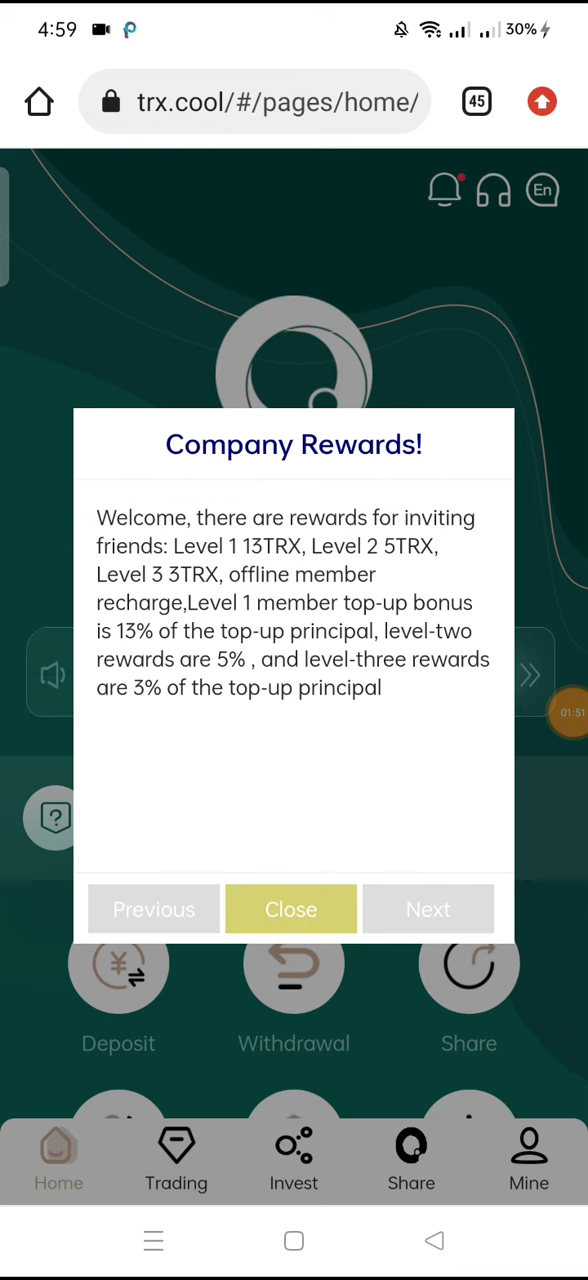 4:59
30%
trx.cool/#/pages/home/
45
En
Company Rewards!
Welcome, there are rewards for inviting
friends: Level 1 13TRX, Level 2 5TRX,
Level 3 3TRX, offline member
recharge,Level 1 member top-up bonus
is 13% of the top-up principal, level-two
rewards are 5% , and level-three rewards
are 3% of the top-up principal
01:51
Previous
Close
Next
Deposit
Withdrawal
Share
Home
Trading
Invest
Share
Mine